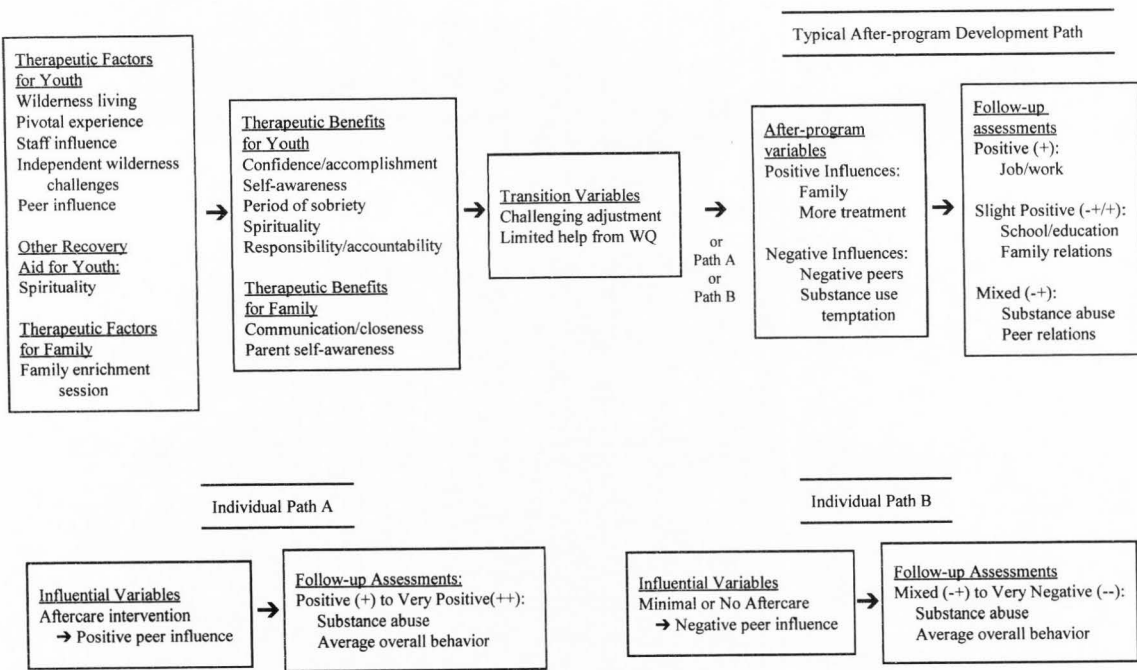 Typical After-program Development Path
Therapeutic Factors
for Youth
Wilderness living
Pivotal experience
Staff influence
Independent wilderness
challenges
Peer influence
Other Recovery
Aid for Youth:
Spirituality
Therapeutic Factors
for Family
Family enrichment
session
➔
Therapeutic Benefits
for Youth
Confidence/accomplishment
Self-awareness
Period of sobriety
Spirituality
Responsibility/accountability
Therapeutic Benefits
for Family
Communication/closeness
Parent self-awareness
➔
Transition Variables
Challenging adjustment
Limited help from WQ
➔
or
Path A
or
Path B
After-program
variables
Positive Influences:
Family
More treatment
Negative Influences:
Negative peers
Substance use
temptation
➔
Follow-up
assessments
Positive (+):
Job/work
Slight Positive (-+/+):
School/education
Family relations
Mixed (-+):
Substance abuse
Peer relations
Individual Path A
Influential Variables
Aftercare intervention
➔ Positive peer influence
➔
Follow-up Assessments:
Positive (+) to Very Positive(++):
Substance abuse
Average overall behavior
Individual Path B
Influential Variables
Minimal or No Aftercare
➔ Negative peer influence
➔
Follow-up Assessments
Mixed (-+) to Very Negative (--):
Substance abuse
Average overall behavior